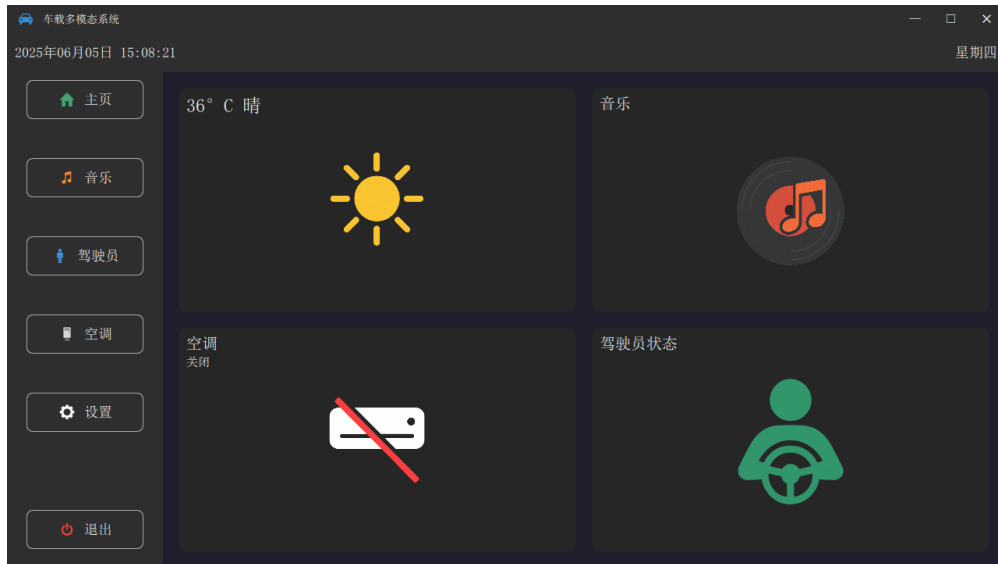 车载多模态系统
2025年06月05日 15:08:21
星期四
主页
音乐
驾驶员
空调
设置
退出
36° C 晴
音乐
空调
关闭
驾驶员状态